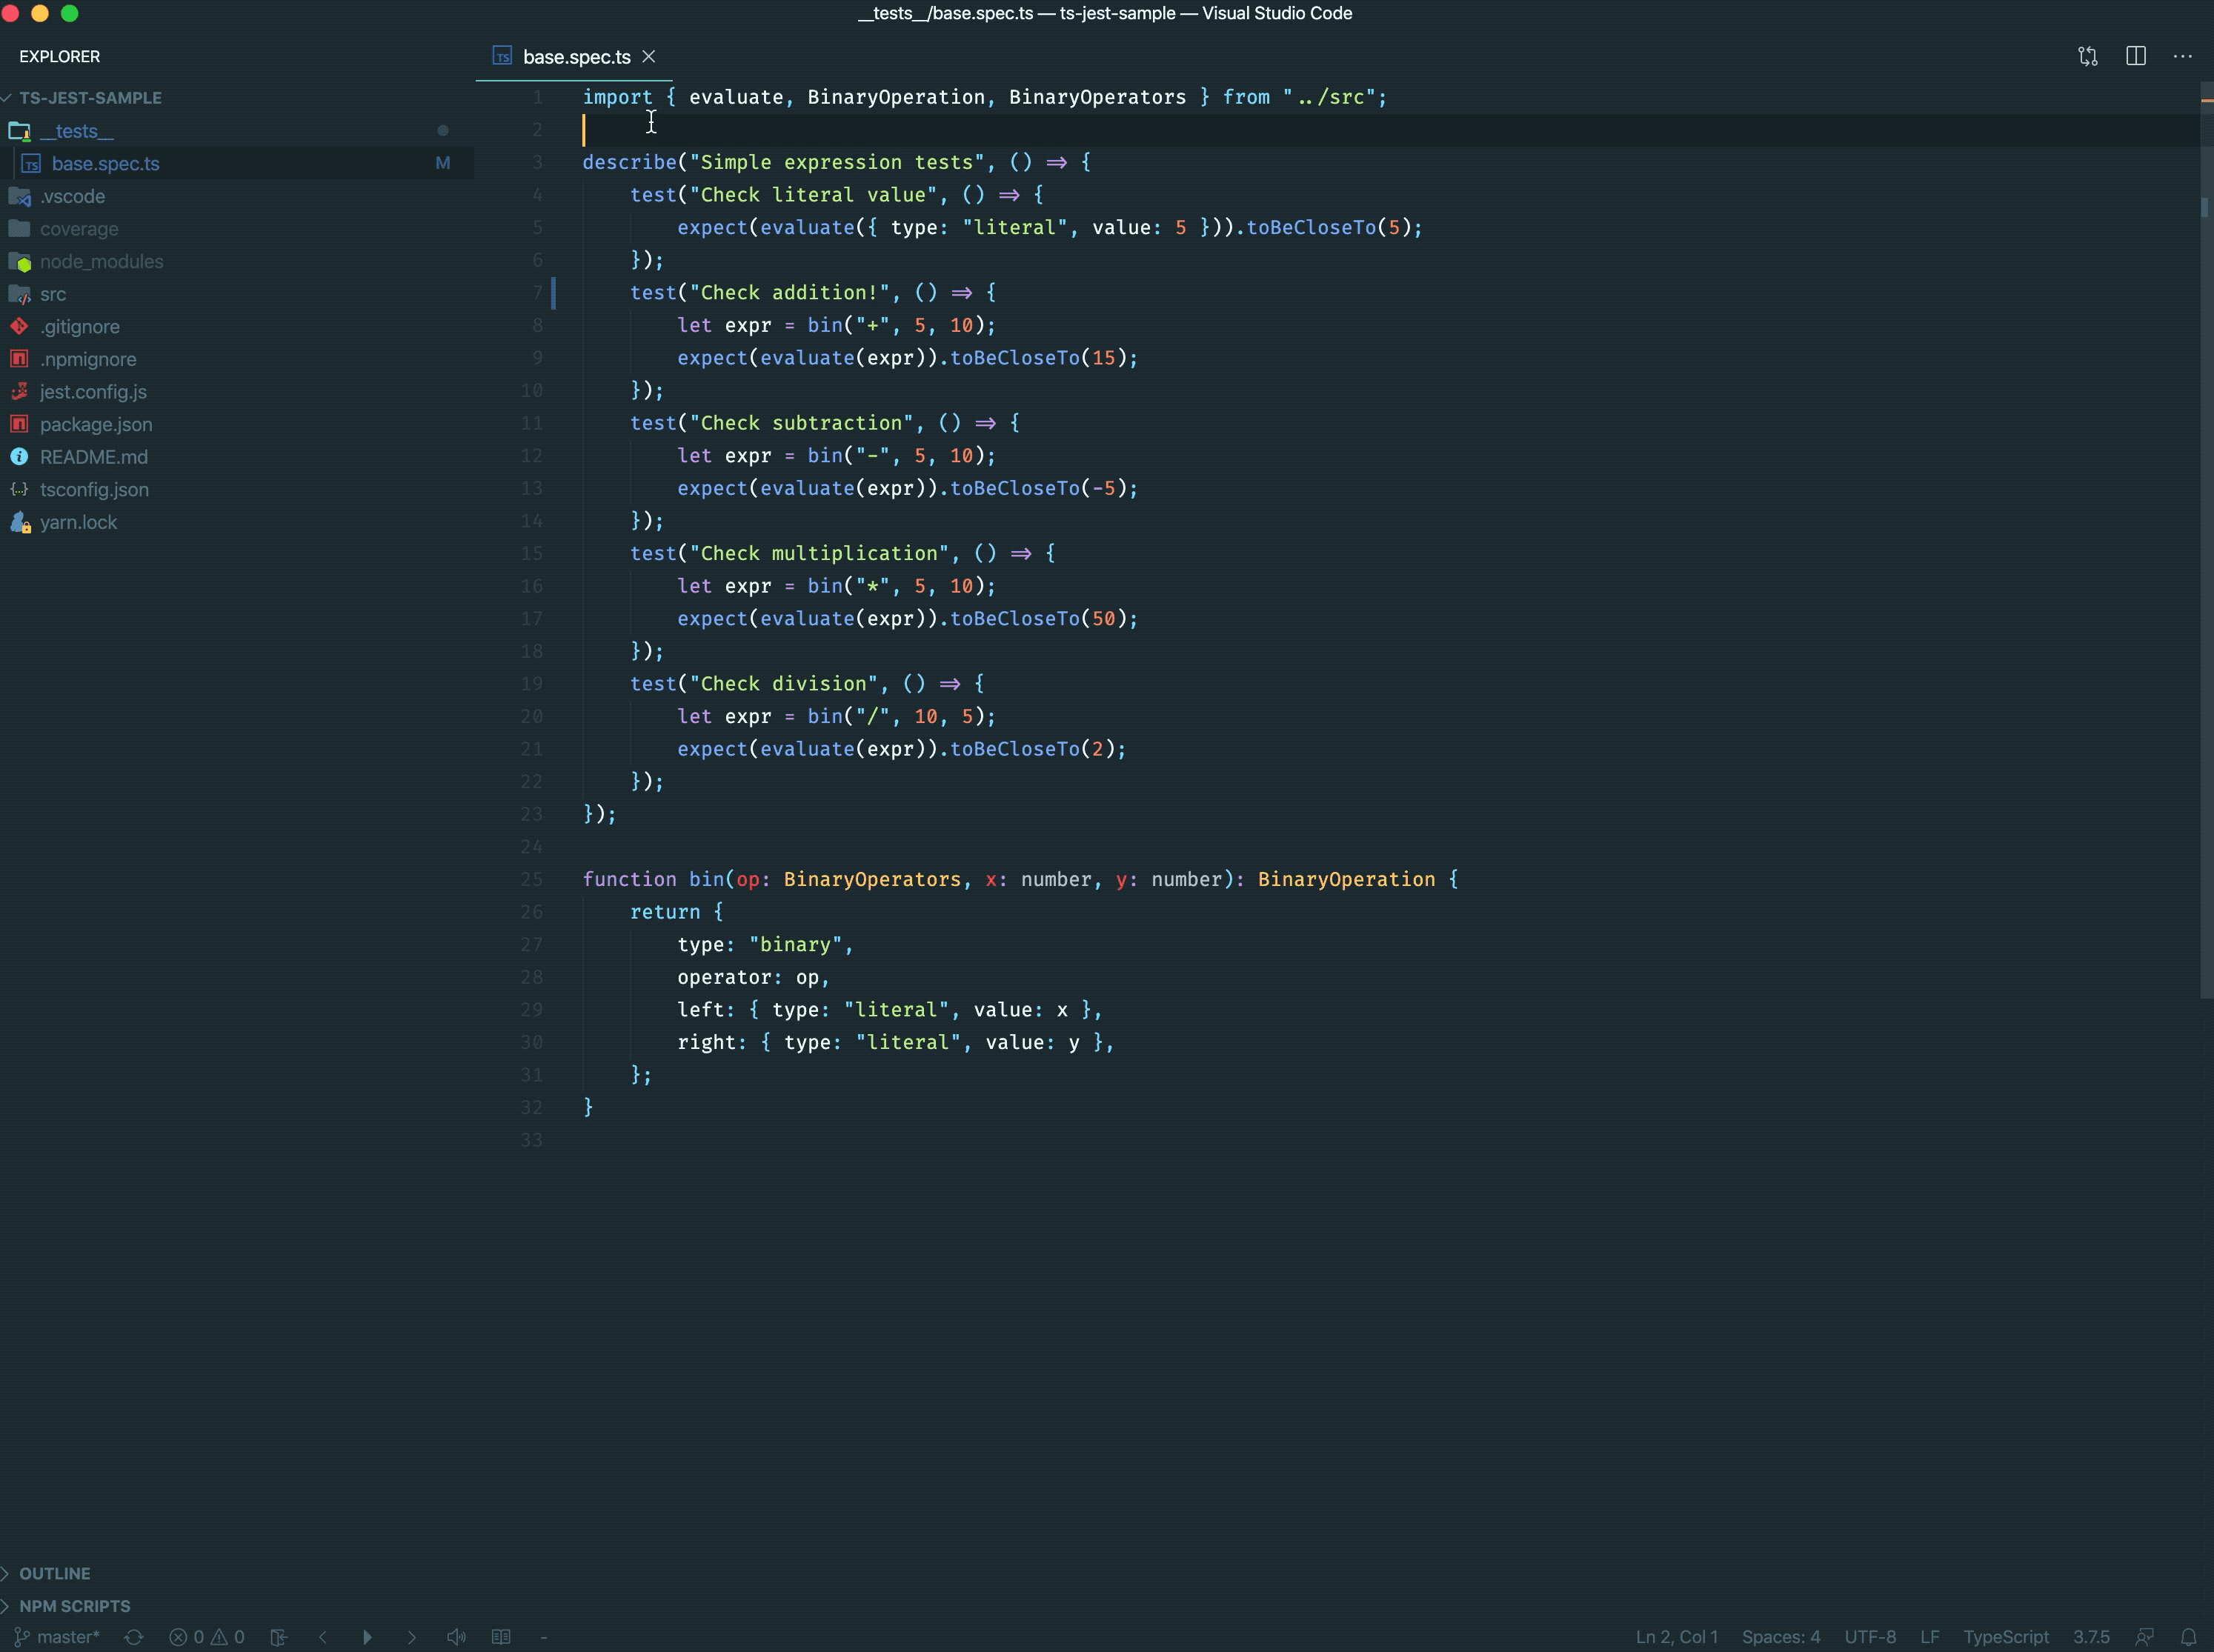 __tests__/base.spec.ts — ts-jest-sample — Visual Studio Code
EXPLORER
TS base.spec.ts
TS-JEST-SAMPLE
__tests__
TS base.spec.ts M
.vscode
coverage
node_modules
src
.gitignore
.npmignore
jest.config.js
package.json
README.md
tsconfig.json
yarn.lock
1 import { evaluate, BinaryOperation, BinaryOperators } from "../src";
2
3 describe("Simple expression tests", () => {
4 test("Check literal value", () => {
5 expect(evaluate({ type: "literal", value: 5 })).toBeCloseTo(5);
6 });
7 test("Check addition!", () => {
8 let expr = bin("+", 5, 10);
9 expect(evaluate(expr)).toBeCloseTo(15);
10 });
11 test("Check subtraction", () => {
12 let expr = bin("-", 5, 10);
13 expect(evaluate(expr)).toBeCloseTo(-5);
14 });
15 test("Check multiplication", () => {
16 let expr = bin("*", 5, 10);
17 expect(evaluate(expr)).toBeCloseTo(50);
18 });
19 test("Check division", () => {
20 let expr = bin("/", 10, 5);
21 expect(evaluate(expr)).toBeCloseTo(2);
22 });
23 });
24
25 function bin(op: BinaryOperators, x: number, y: number): BinaryOperation {
26 return {
27 type: "binary",
28 operator: op,
29 left: { type: "literal", value: x },
30 right: { type: "literal", value: y },
31 };
32 }
33
OUTLINE
NPM SCRIPTS
master* 0 0 - Ln 2, Col 1 Spaces: 4 UTF-8 LF TypeScript 3.7.5